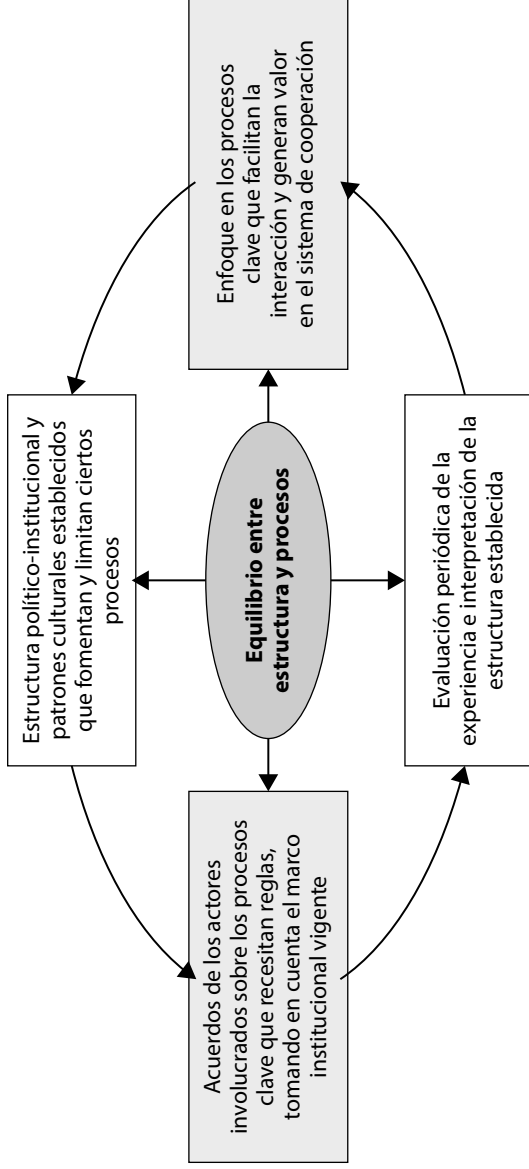 Estructura político-institucional y
patrones culturales establecidos
que fomentan y limitan ciertos
procesos
Acuerdos de los actores
involucrados sobre los procesos
clave que recesitan reglas,
tomando en cuenta el marco
institucional vigente
Equilibrio entre
estructura y procesos
Enfoque en los procesos
clave que facilitan la
interacción y generan valor
en el sistema de cooperación
Evaluación periódica de la
experiencia e interpretación de la
estructura establecida